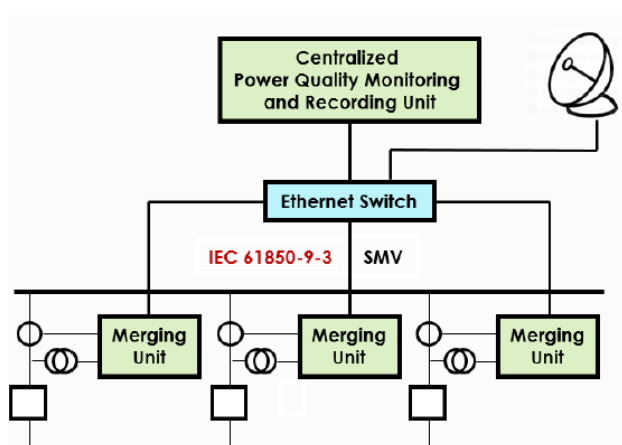 Centralized
Power Quality Monitoring
and Recording Unit
Ethernet Switch
IEC 61850-9-3 SMV
Merging
Unit
Merging
Unit
Merging
Unit